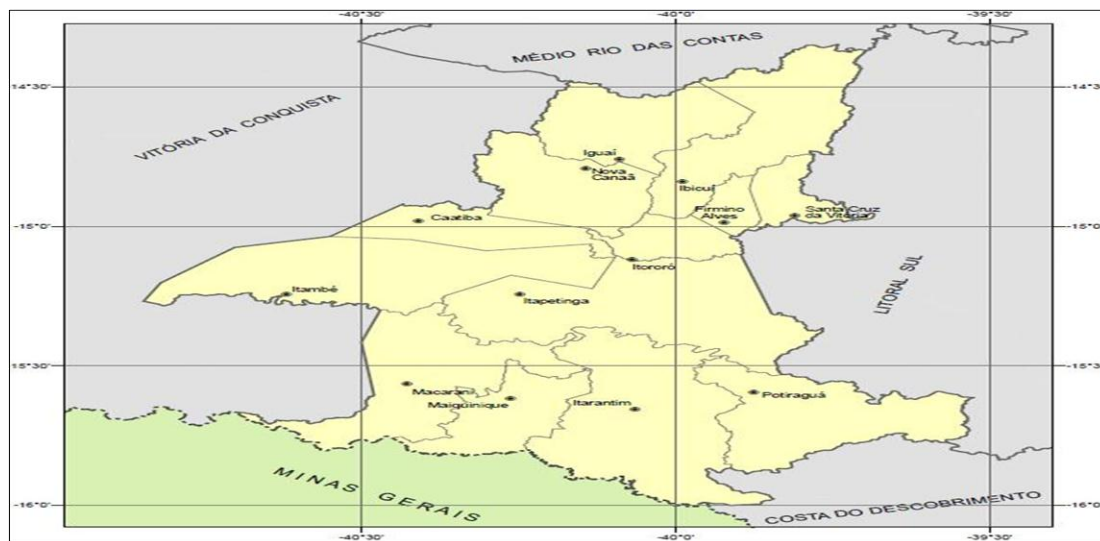 -40°30'
-40°0'
-39°30'
MÉDIO RIO DAS CONTAS
-14°30'
-14°30'
VITÓRIA DA CONQUISTA
Iguaí
Nova
Canaã
Ibicuí
Firmino
Alves
Santa Cruz
da Vitória
Caatiba
-15°0'
-15°0'
Itororó
LITORAL SUL
Itambé
Itapetinga
-15°30'
-15°30'
Macarani
Maiquinique
Itarantim
Potiraguá
MINAS GERAIS
COSTA DO DESCOBRIMENTO
-16°0'
-16°0'
-40°30'
-40°0'
-39°30'